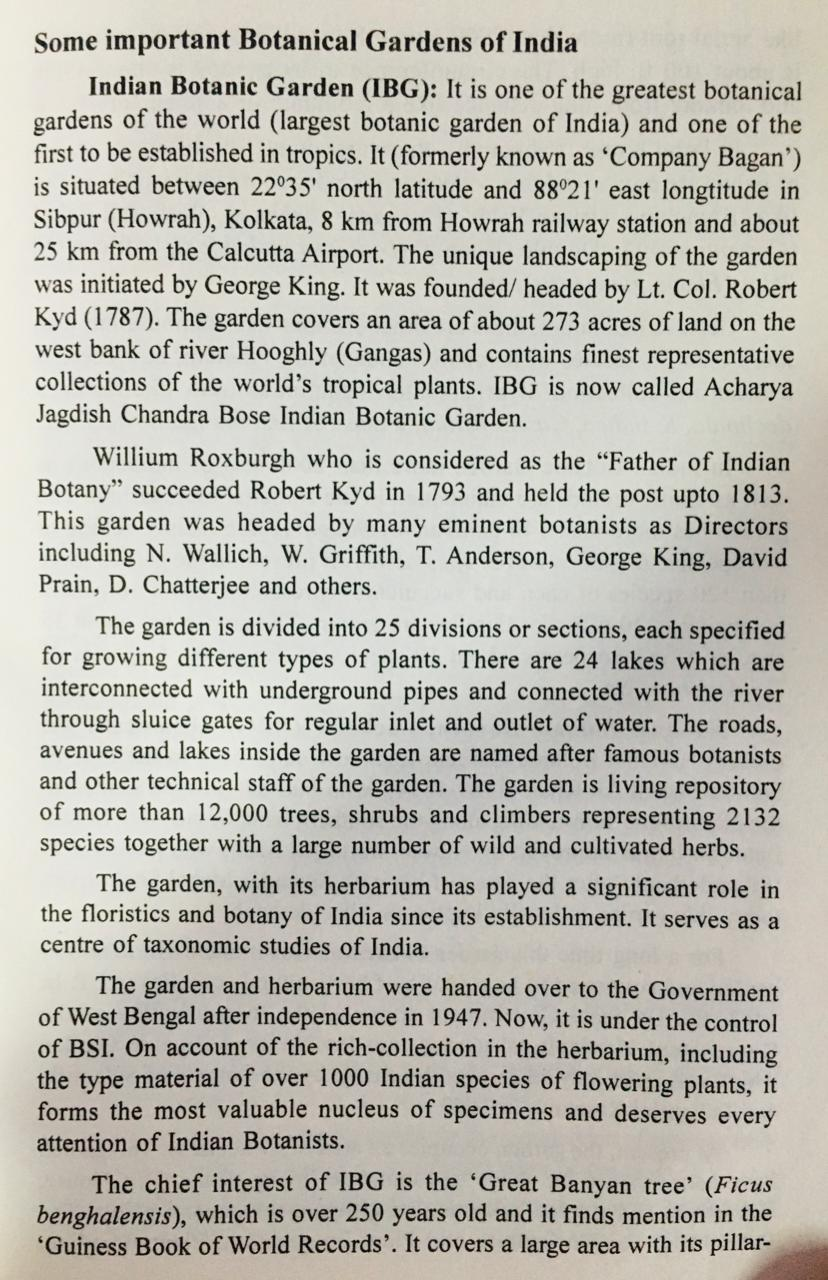 Some important Botanical Gardens of India
Indian Botanic Garden (IBG): It is one of the greatest botanical
gardens of the world (largest botanic garden of India) and one of the
first to be established in tropics. It (formerly known as ‘Company Bagan’)
is situated between 22⁰35' north latitude and 88⁰21' east longtitude in
Sibpur (Howrah), Kolkata, 8 km from Howrah railway station and about
25 km from the Calcutta Airport. The unique landscaping of the garden
was initiated by George King. It was founded/ headed by Lt. Col. Robert
Kyd (1787). The garden covers an area of about 273 acres of land on the
west bank of river Hooghly (Gangas) and contains finest representative
collections of the world’s tropical plants. IBG is now called Acharya
Jagdish Chandra Bose Indian Botanic Garden.
Willium Roxburgh who is considered as the “Father of Indian
Botany” succeeded Robert Kyd in 1793 and held the post upto 1813.
This garden was headed by many eminent botanists as Directors
including N. Wallich, W. Griffith, T. Anderson, George King, David
Prain, D. Chatterjee and others.
The garden is divided into 25 divisions or sections, each specified
for growing different types of plants. There are 24 lakes which are
interconnected with underground pipes and connected with the river
through sluice gates for regular inlet and outlet of water. The roads,
avenues and lakes inside the garden are named after famous botanists
and other technical staff of the garden. The garden is living repository
of more than 12,000 trees, shrubs and climbers representing 2132
species together with a large number of wild and cultivated herbs.
The garden, with its herbarium has played a significant role in
the floristics and botany of India since its establishment. It serves as a
centre of taxonomic studies of India.
The garden and herbarium were handed over to the Government
of West Bengal after independence in 1947. Now, it is under the control
of BSI. On account of the rich-collection in the herbarium, including
the type material of over 1000 Indian species of flowering plants, it
forms the most valuable nucleus of specimens and deserves every
attention of Indian Botanists.
The chief interest of IBG is the ‘Great Banyan tree’ (Ficus
benghalensis), which is over 250 years old and it finds mention in the
‘Guiness Book of World Records’. It covers a large area with its pillar-